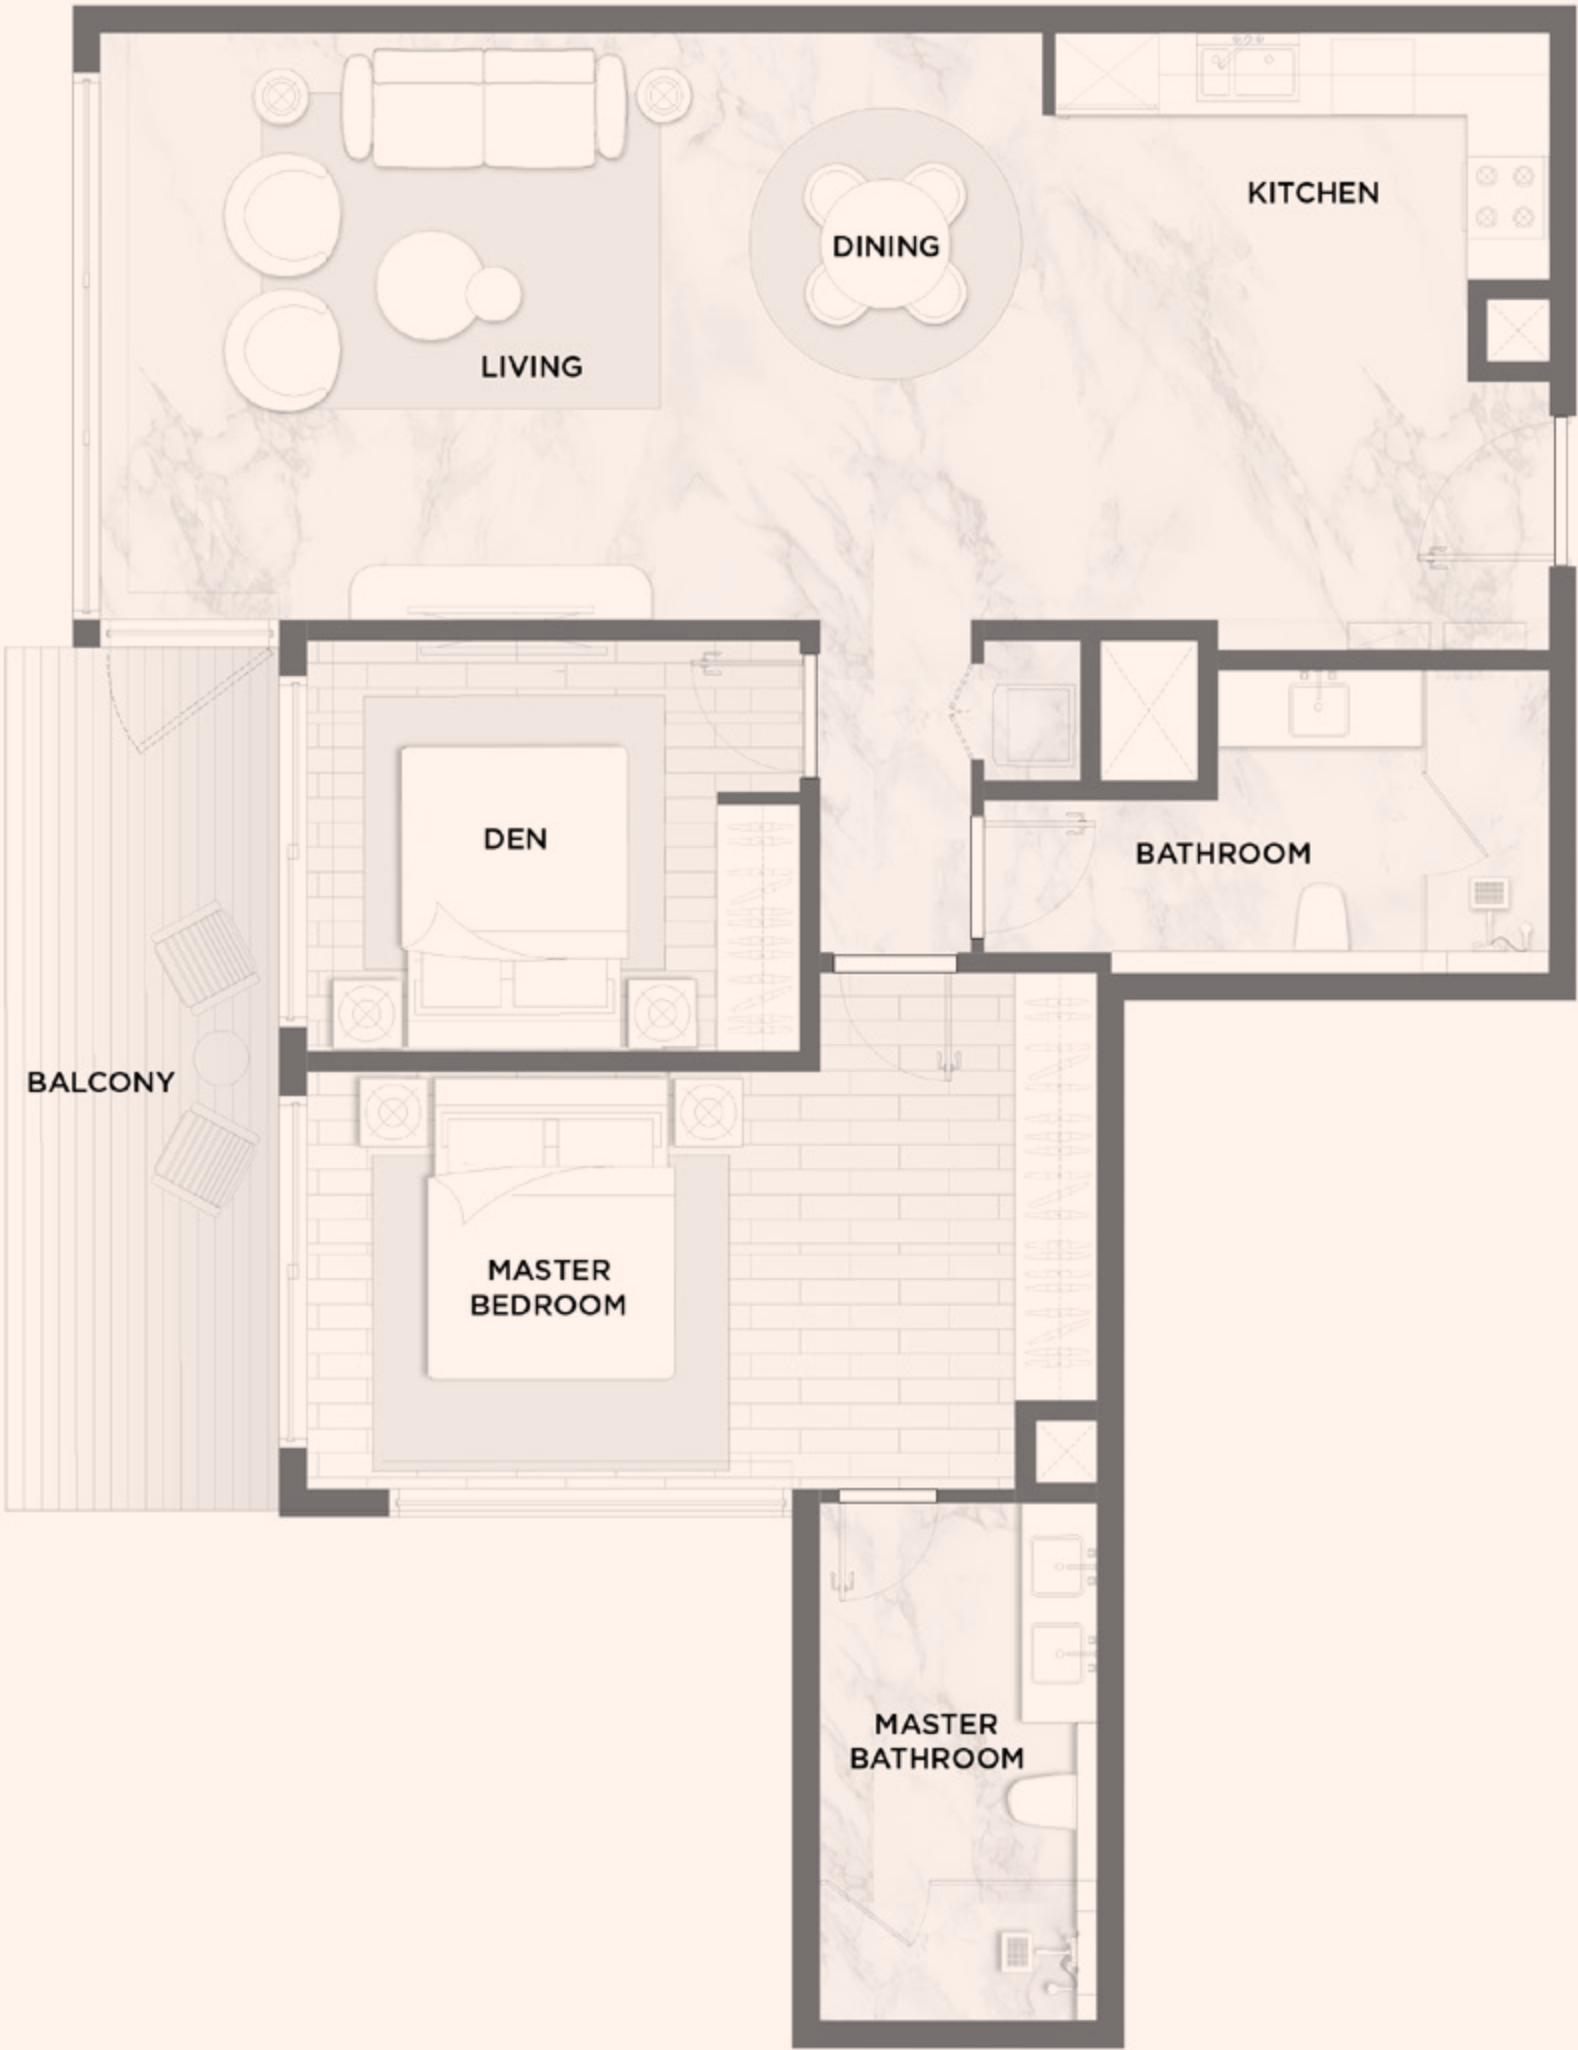 KITCHEN
DINING
LIVING
DEN
BATHROOM
BALCONY
MASTER
BEDROOM
MASTER
BATHROOM